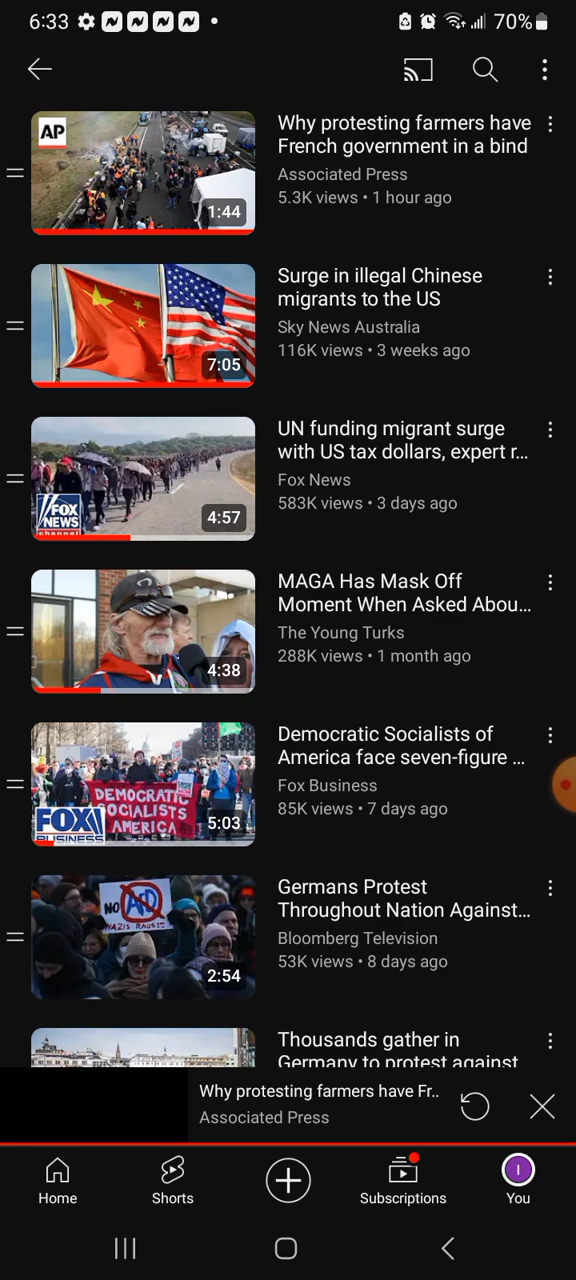 6:33
70%
AP
1:44
Why protesting farmers have
French government in a bind
Associated Press
5.3K views • 1 hour ago
7:05
Surge in illegal Chinese
migrants to the US
Sky News Australia
116K views • 3 weeks ago
FOX
NEWS
channel
4:57
UN funding migrant surge
with US tax dollars, expert r...
Fox News
583K views • 3 days ago
4:38
MAGA Has Mask Off
Moment When Asked Abou...
The Young Turks
288K views • 1 month ago
DEMOCRATIC
SOCIALISTS
AMERICA
FOX
BUSINESS
5:03
Democratic Socialists of
America face seven-figure ...
Fox Business
85K views • 7 days ago
NO AfD
NAZIS RAUS!
2:54
Germans Protest
Throughout Nation Against...
Bloomberg Television
53K views • 8 days ago
Thousands gather in
Germany to protest against
Why protesting farmers have Fr..
Associated Press
Home
Shorts
Subscriptions
I
You